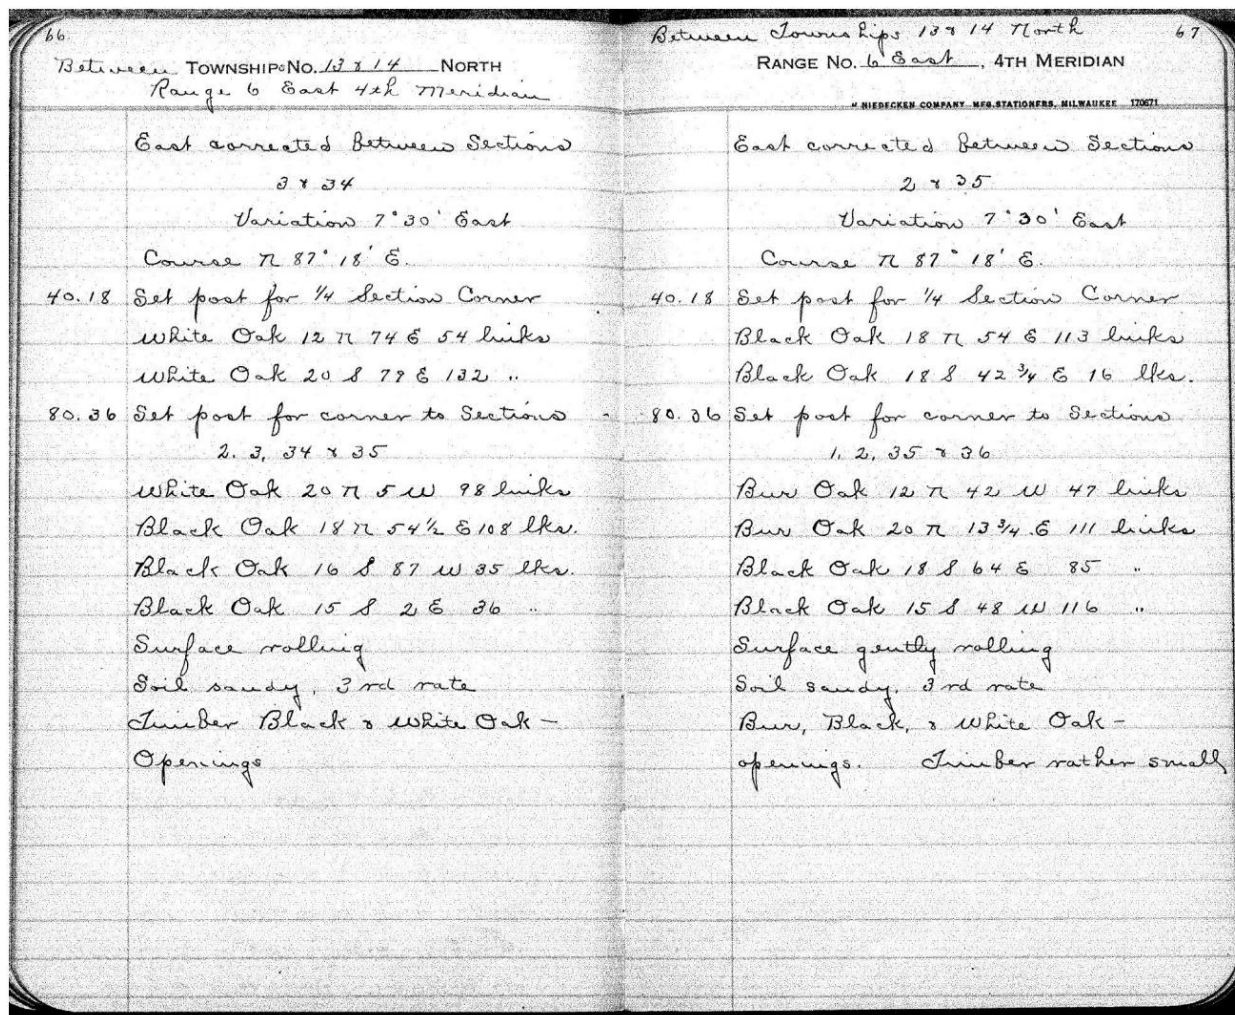 66
Between TOWNSHIPS NO. 13 & 14 NORTH
Range 6 East 4th Meridian
East corrected between Sections
3 & 34
Variation 7° 30' East
Course N 87° 18' E.
40.18 Set post for 1/4 Section Corner
White Oak 12 N 74 E 54 links
White Oak 20 S 79 E 132 "
80.36 Set post for corner to Sections
2. 3, 34 & 35
White Oak 20 N 5 W 98 links
Black Oak 18 N 54 1/2 E 108 lks.
Black Oak 16 S 87 W 35 lks.
Black Oak 15 S 2 E 36 "
Surface rolling
Soil sandy, 3rd rate
Timber Black & White Oak –
Openings
Between Townships 13 & 14 North 67
RANGE NO. 6 East, 4TH MERIDIAN
NIEDECKEN COMPANY MFG. STATIONERS, MILWAUKEE 170671
East corrected between Sections
2 & 35
Variation 7° 30' East
Course N 87° 18' E.
40.18 Set post for 1/4 Section Corner
Black Oak 18 N 54 E 113 links
Black Oak 18 S 42 3/4 E 16 lks.
80.36 Set post for corner to Sections
1, 2, 35 & 36
Bur Oak 12 N 42 W 47 links
Bur Oak 20 N 13 3/4 E 111 links
Black Oak 18 S 64 E 85 "
Black Oak 15 S 48 W 116 "
Surface gently rolling
Soil sandy, 3rd rate
Bur, Black, & White Oak –
openings. Timber rather small